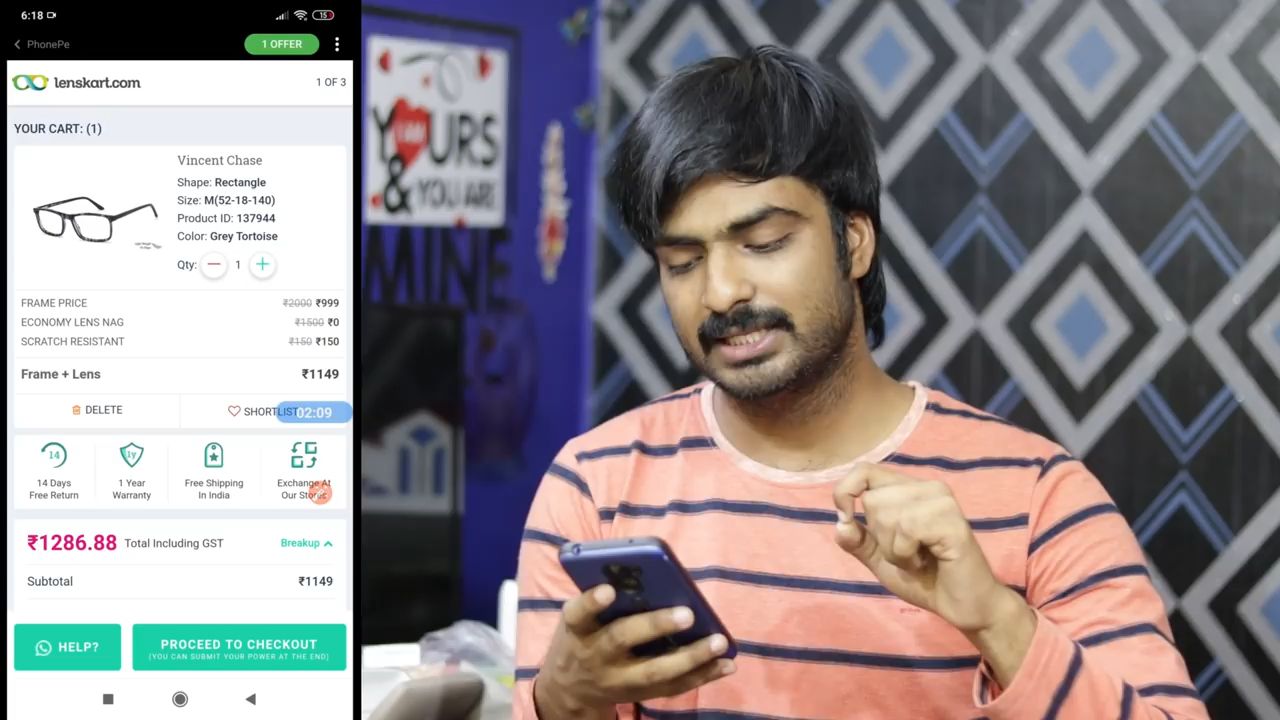 6:18
15
PhonePe
1 OFFER
lenskart.com
1 OF 3
YOUR CART: (1)
Vincent Chase
Shape: Rectangle
Size: M(52-18-140)
Product ID: 137944
Color: Grey Tortoise
Qty: 1
FRAME PRICE ₹2000 ₹999
ECONOMY LENS NAG ₹1500 ₹0
SCRATCH RESISTANT ₹150 ₹150
Frame + Lens ₹1149
DELETE
SHORTLIST
02:09
14
14 Days
Free Return
1y
1 Year
Warranty
Free Shipping
In India
Exchange At
Our Stores
₹1286.88 Total Including GST Breakup
Subtotal ₹1149
HELP?
PROCEED TO CHECKOUT
(YOU CAN SUBMIT YOUR POWER AT THE END)
I AM
YOURS
& YOU ARE
MINE